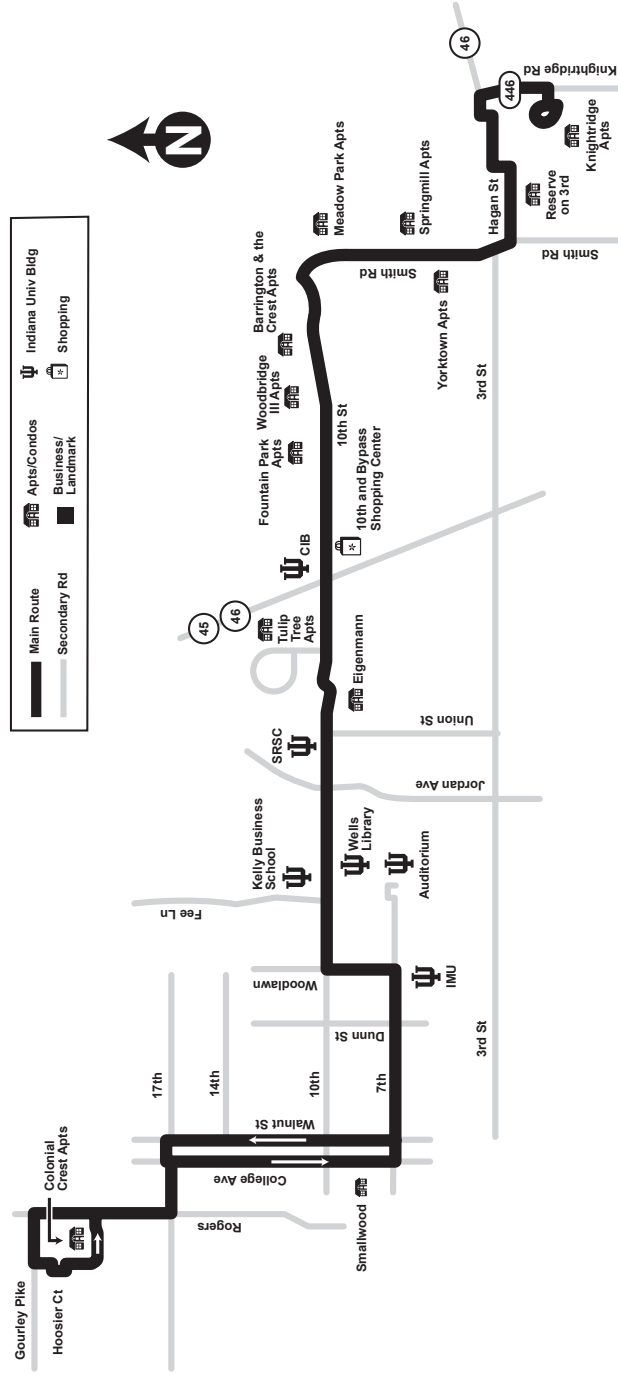 Main Route
Secondary Rd
Apts/Condos
Business/
Landmark
Indiana Univ Bldg
Shopping
N
Gourley Pike
Hoosier Ct
Colonial
Crest Apts
Rogers
17th
14th
10th
7th
College Ave
Walnut St
Smallwood
Dunn St
Woodlawn
IMU
Fee Ln
Kelly Business
School
Wells
Library
Auditorium
Jordan Ave
SRSC
Union St
Eigenmann
Tulip
Tree
Apts
45
46
CIB
10th and Bypass
Shopping Center
10th St
Fountain Park
Apts
Woodbridge
III Apts
Barrington & the
Crest Apts
Meadow Park Apts
Springmill Apts
Smith Rd
Yorktown Apts
3rd St
3rd St
Hagan St
Smith Rd
Reserve
on 3rd
Knightridge
Apts
446
46
Knightridge Rd